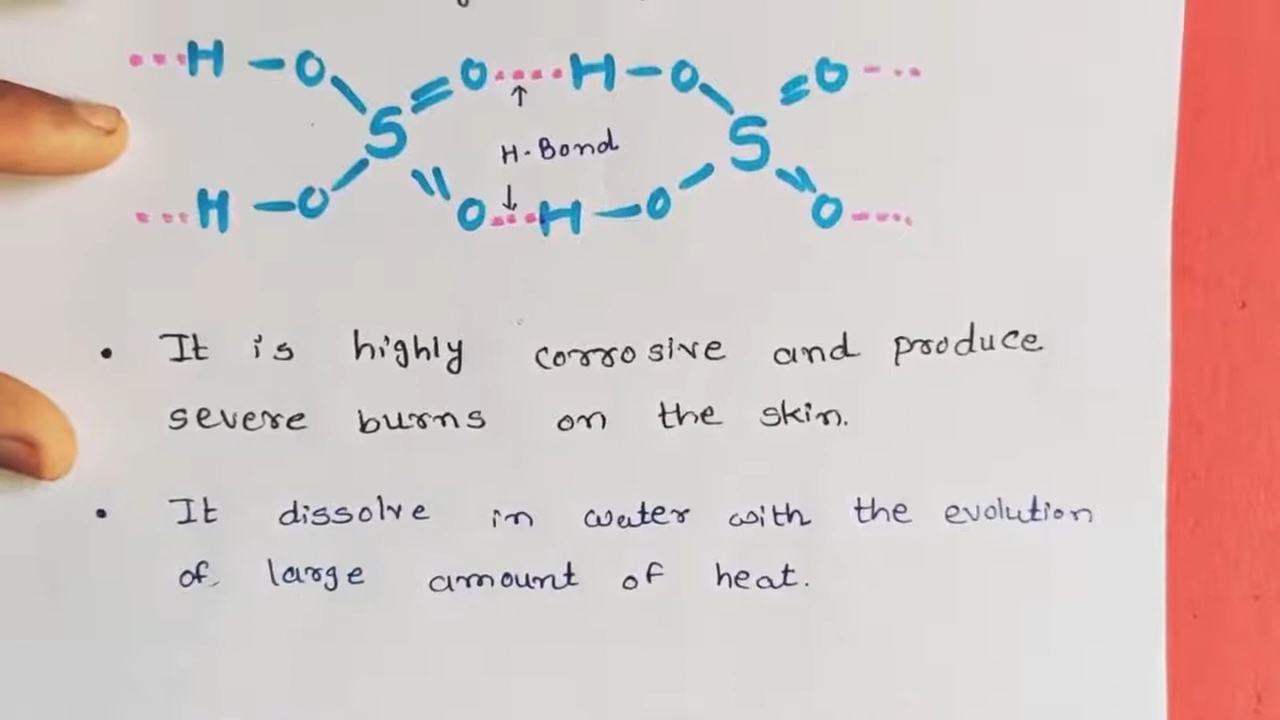 H – O O H – O O
S S
H-Bond
H – O O H – O O
• It is highly corrosive and produce
severe burns on the skin.
• It dissolve in water with the evolution
of large amount of heat.